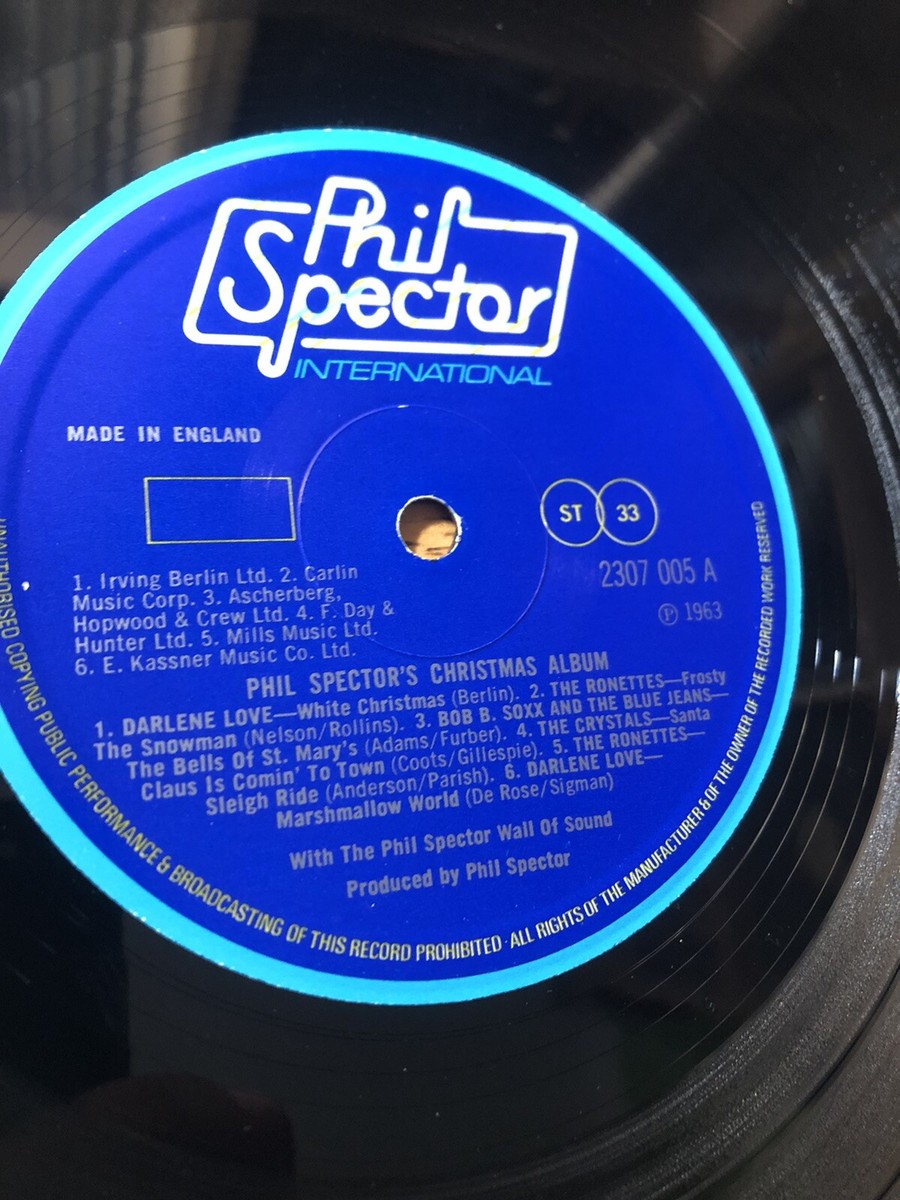 Phil
Spector
INTERNATIONAL
MADE IN ENGLAND
ST 33
2307 005 A
Ⓟ 1963
1. Irving Berlin Ltd. 2. Carlin
Music Corp. 3. Ascherberg,
Hopwood & Crew Ltd. 4. F. Day &
Hunter Ltd. 5. Mills Music Ltd.
6. E. Kassner Music Co. Ltd.
PHIL SPECTOR'S CHRISTMAS ALBUM
1. DARLENE LOVE—White Christmas (Berlin). 2. THE RONETTES—Frosty
The Snowman (Nelson/Rollins). 3. BOB B. SOXX AND THE BLUE JEANS—
The Bells Of St. Mary's (Adams/Furber). 4. THE CRYSTALS—Santa
Claus Is Comin' To Town (Coots/Gillespie). 5. THE RONETTES—
Sleigh Ride (Anderson/Parish). 6. DARLENE LOVE—
Marshmallow World (De Rose/Sigman)
With The Phil Spector Wall Of Sound
Produced by Phil Spector
UNAUTHORISED COPYING PUBLIC PERFORMANCE & BROADCASTING OF THIS RECORD PROHIBITED · ALL RIGHTS OF THE MANUFACTURER & OF THE OWNER OF THE RECORDED WORK RESERVED